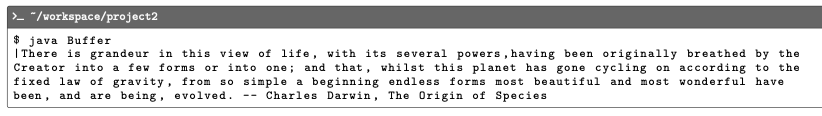 >_ ~/workspace/project2
$ java Buffer
|There is grandeur in this view of life, with its several powers,having been originally breathed by the
Creator into a few forms or into one; and that, whilst this planet has gone cycling on according to the
fixed law of gravity, from so simple a beginning endless forms most beautiful and most wonderful have
been, and are being, evolved. -- Charles Darwin, The Origin of Species